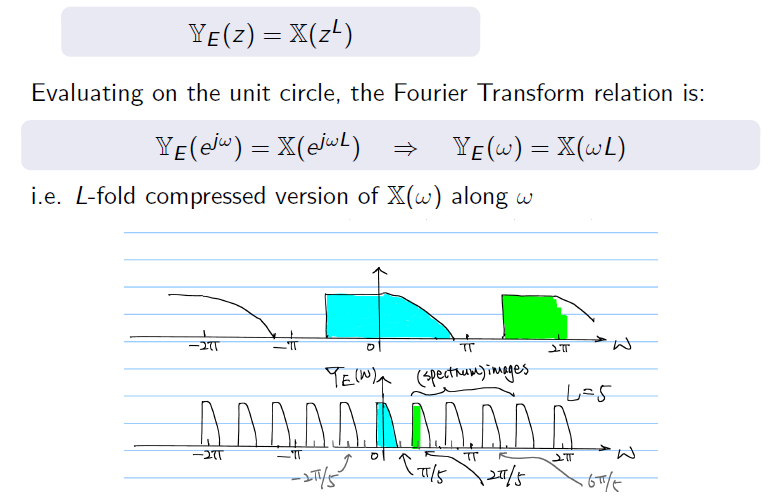 𝕐_E(z) = 𝕏(z^L)
Evaluating on the unit circle, the Fourier Transform relation is:
𝕐_E(e^{jω}) = 𝕏(e^{jωL}) ⇒ 𝕐_E(ω) = 𝕏(ωL)
i.e. L-fold compressed version of 𝕏(ω) along ω
-2π -π 0 π 2π ω
Y_E(ω) (spectrum) images
L=5
-2π -π 0 π 2π ω
-2π/5 π/5 2π/5 6π/5